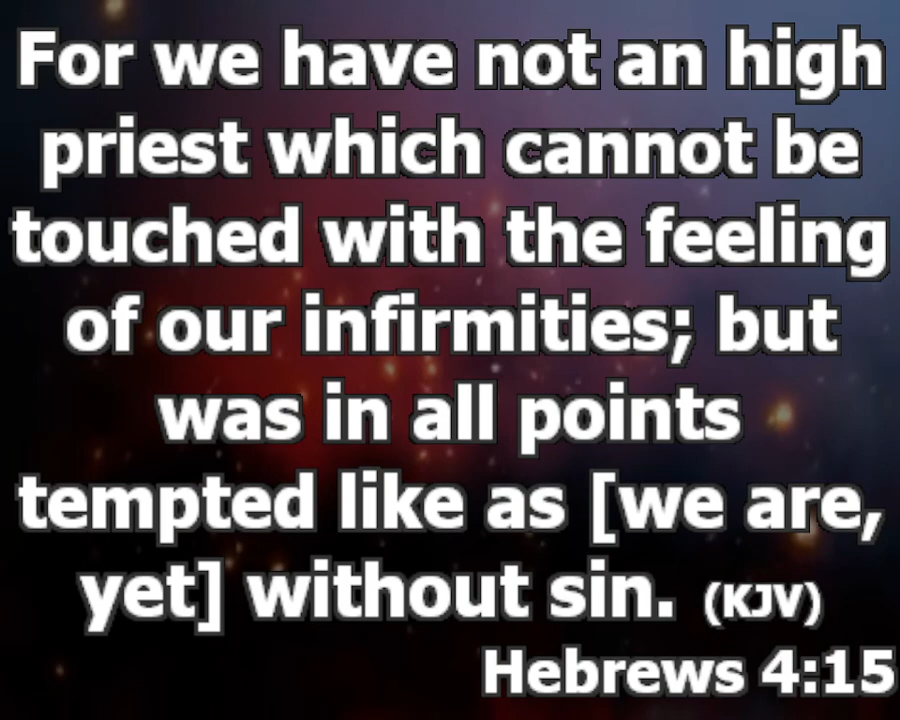 For we have not an high
priest which cannot be
touched with the feeling
of our infirmities; but
was in all points
tempted like as [we are,
yet] without sin. (KJV)
Hebrews 4:15